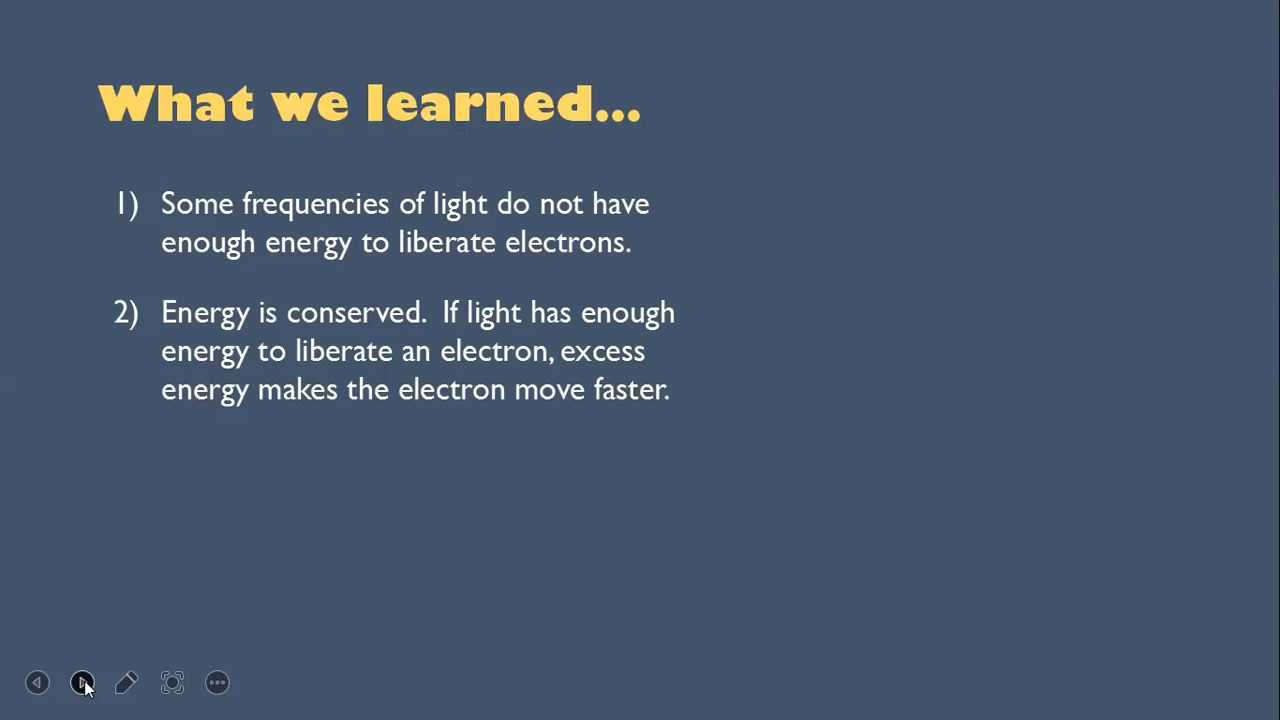 What we learned...
1) Some frequencies of light do not have
enough energy to liberate electrons.
2) Energy is conserved.  If light has enough
energy to liberate an electron, excess
energy makes the electron move faster.